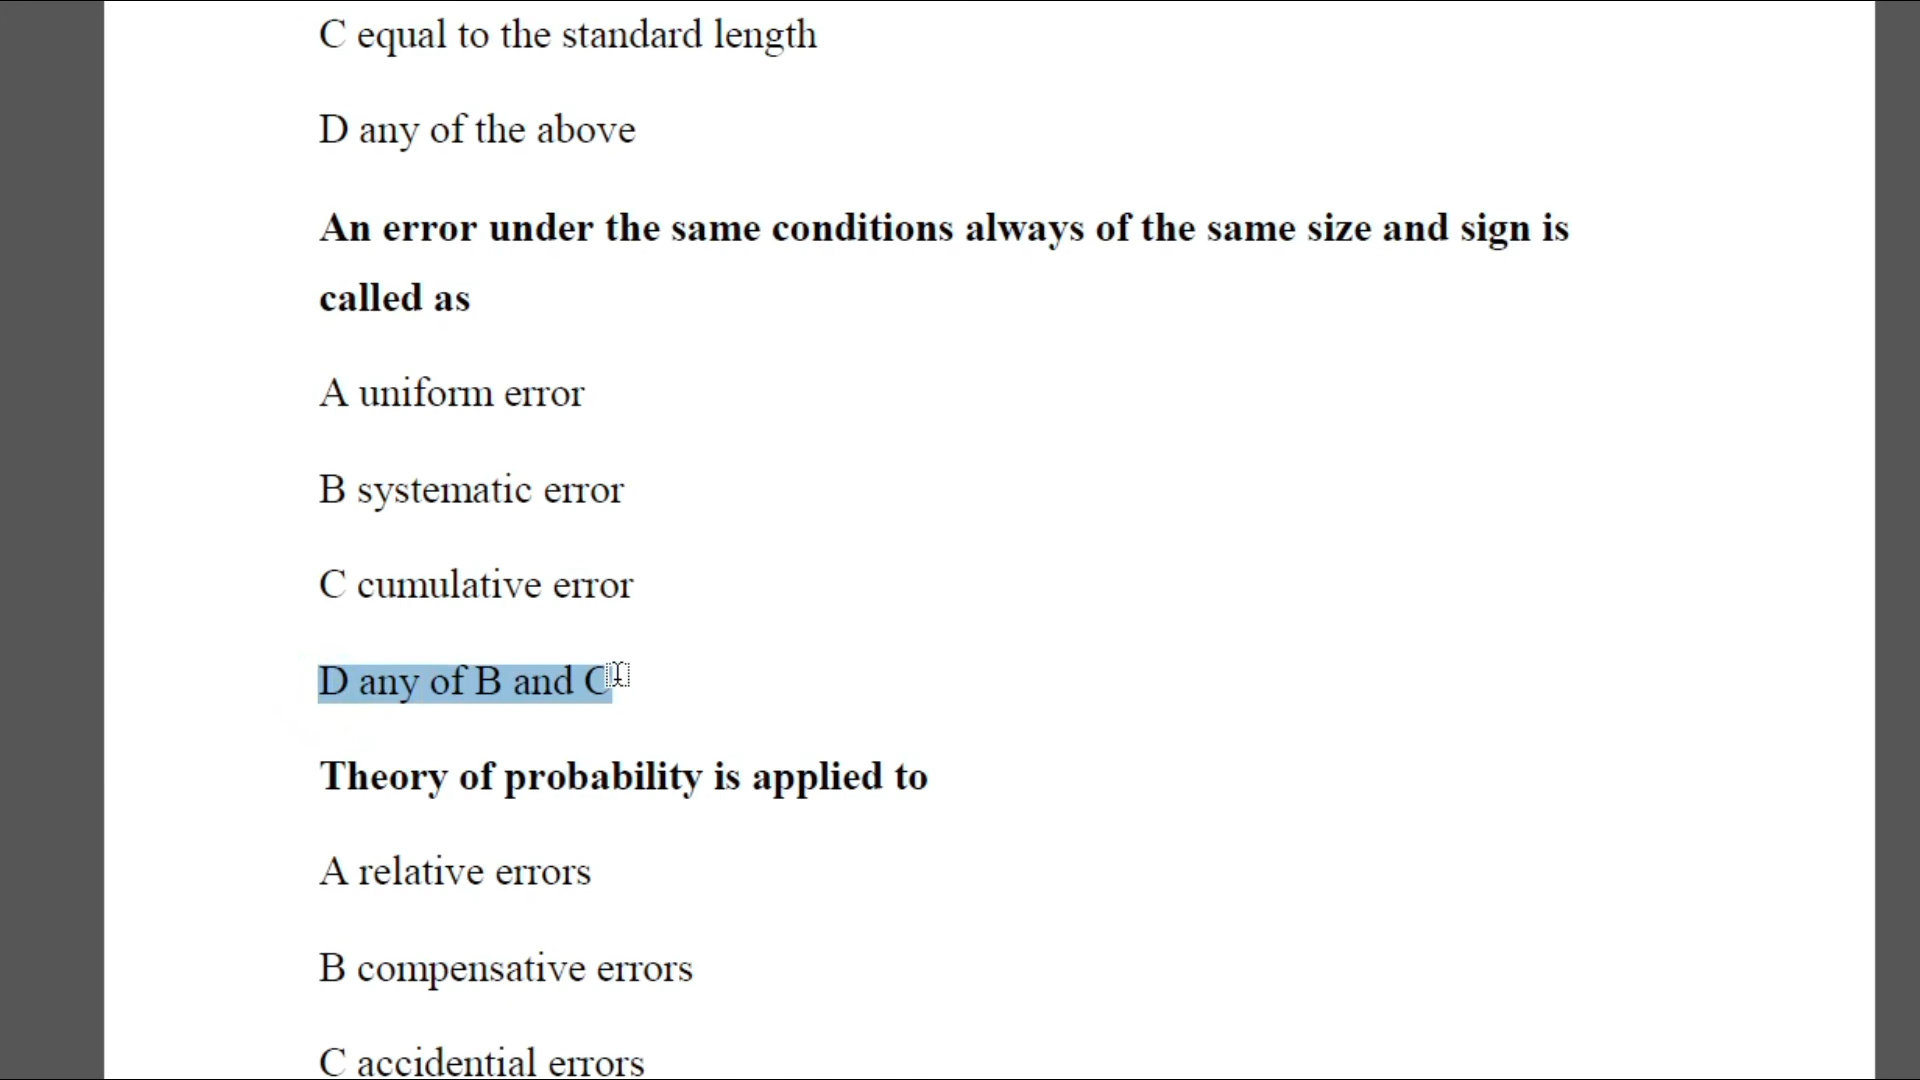 C equal to the standard length
D any of the above
An error under the same conditions always of the same size and sign is
called as
A uniform error
B systematic error
C cumulative error
D any of B and C
Theory of probability is applied to
A relative errors
B compensative errors
C accidential errors